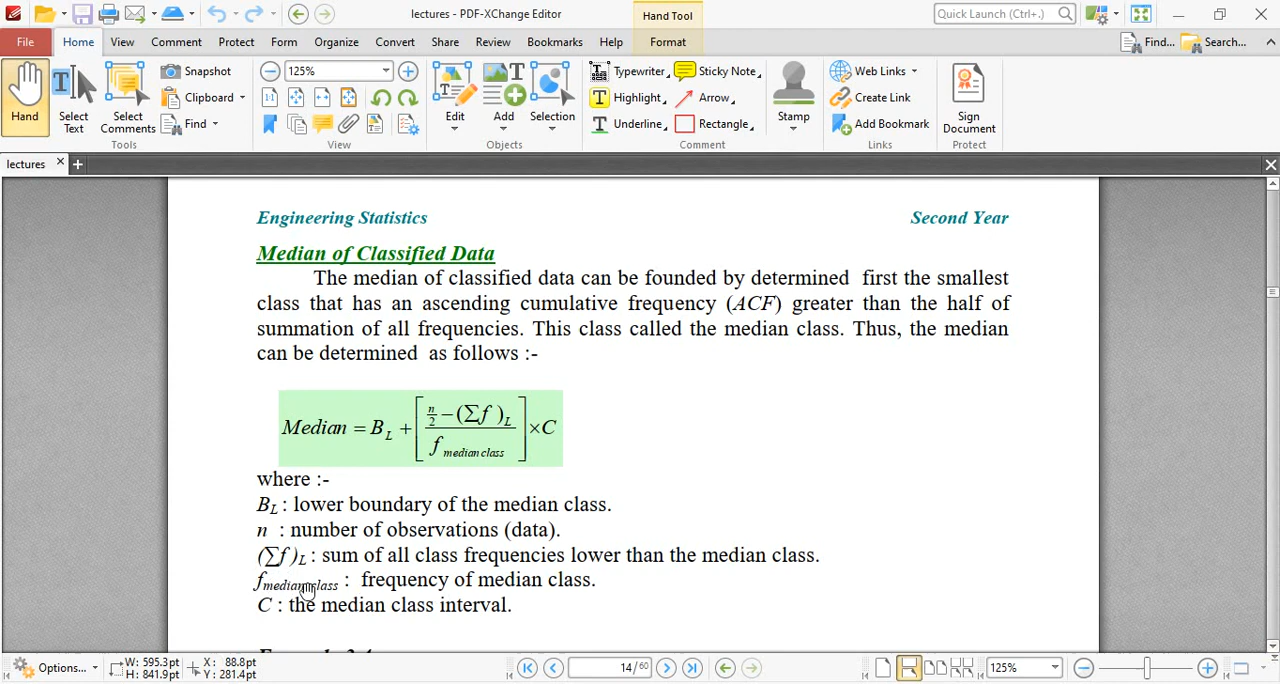 lectures - PDF-XChange Editor
Hand Tool
Quick Launch (Ctrl+.)
File Home View Comment Protect Form Organize Convert Share Review Bookmarks Help Format
Find... Search...
Hand
Select Text
Select Comments
Snapshot
Clipboard
Find
Tools
125%
1:1
View
Edit
Add
Selection
Objects
Typewriter
Highlight
Underline
Sticky Note
Arrow
Rectangle
Stamp
Comment
Web Links
Create Link
Add Bookmark
Links
Sign Document
Protect
lectures
Engineering Statistics Second Year
Median of Classified Data
The median of classified data can be founded by determined first the smallest
class that has an ascending cumulative frequency (ACF) greater than the half of
summation of all frequencies. This class called the median class. Thus, the median
can be determined as follows :-
Median = B_L + [ (n/2 − (∑f)_L) / f_median class ] × C
where :-
B_L : lower boundary of the median class.
n : number of observations (data).
(∑f)_L : sum of all class frequencies lower than the median class.
f_median class : frequency of median class.
C : the median class interval.
Options... W: 595.3pt H: 841.9pt X: 88.8pt Y: 281.4pt 14/60 125%